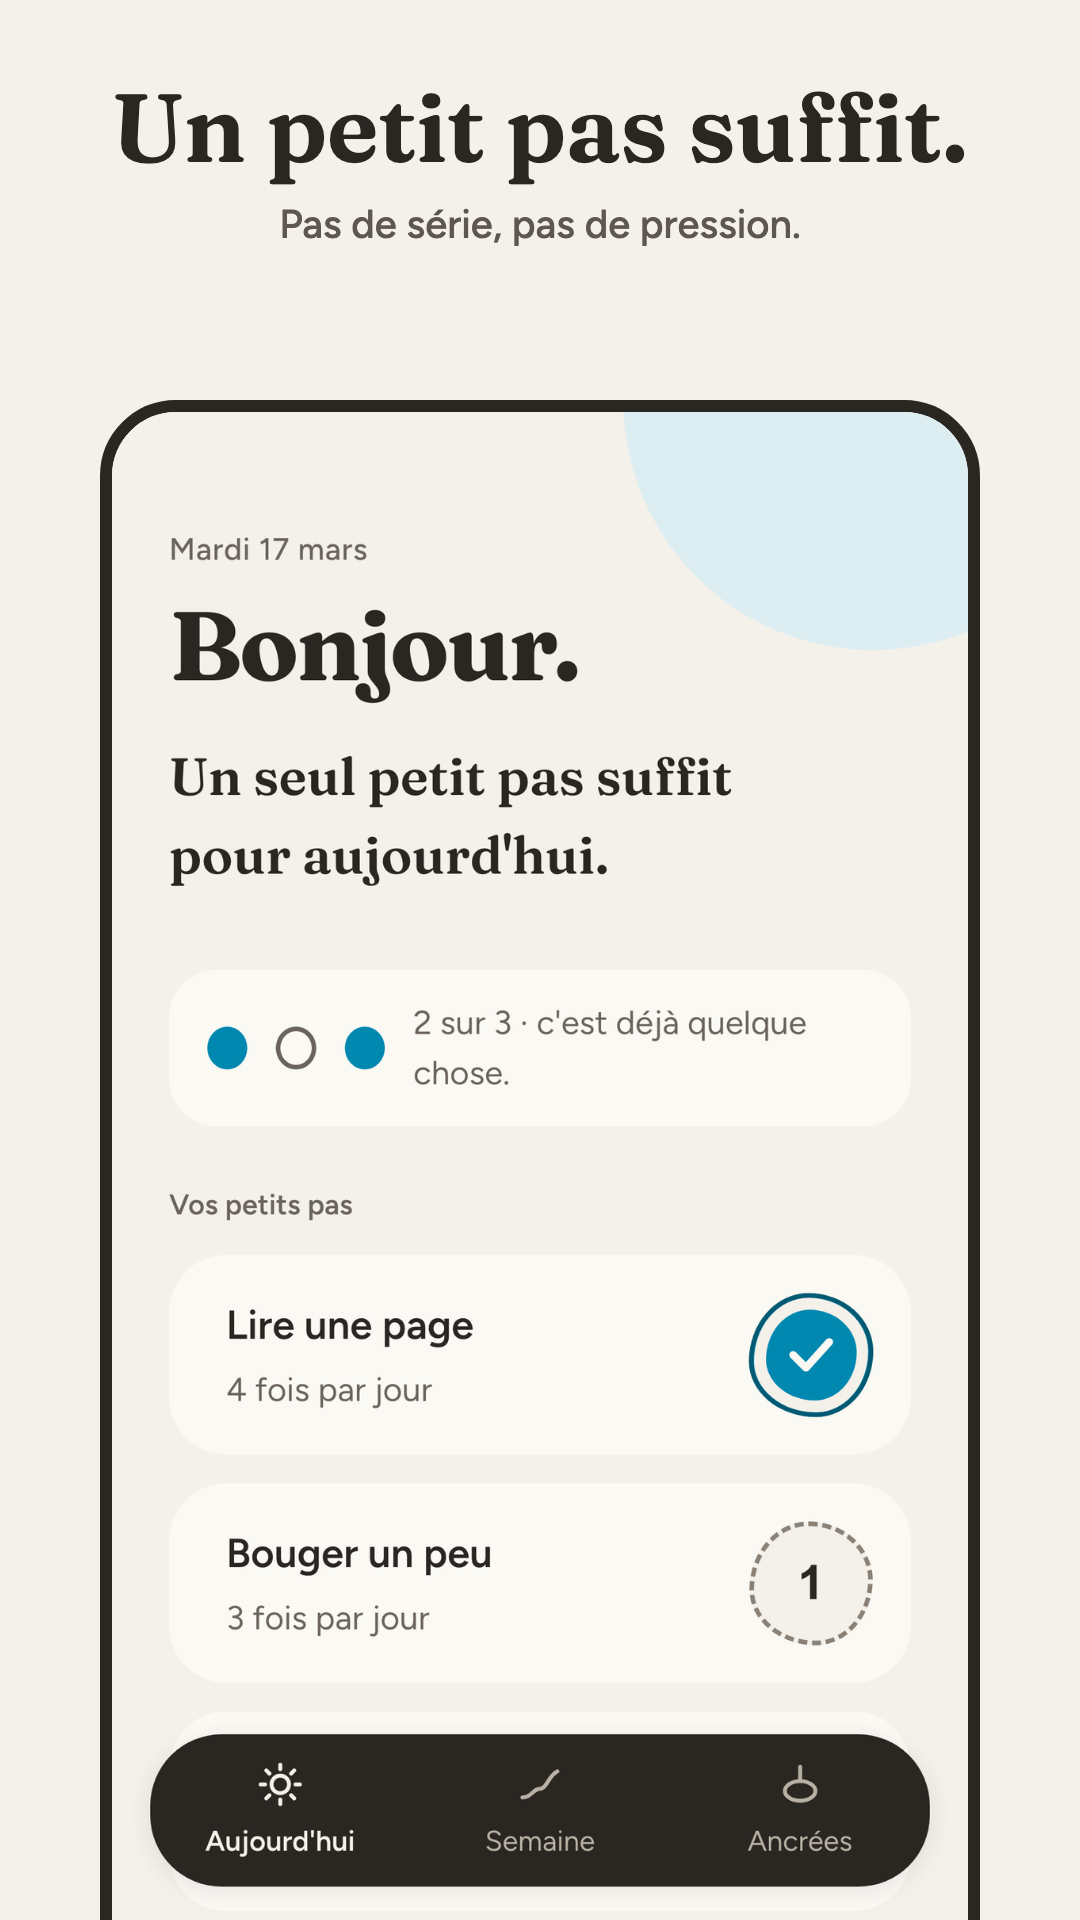 Un petit pas suffit.
Pas de série, pas de pression.
Mardi 17 mars
Bonjour.
Un seul petit pas suffit
pour aujourd'hui.
2 sur 3 · c'est déjà quelque
chose.
Vos petits pas
Lire une page
4 fois par jour
Bouger un peu
1
3 fois par jour
Aujourd'hui
Semaine
Ancrées